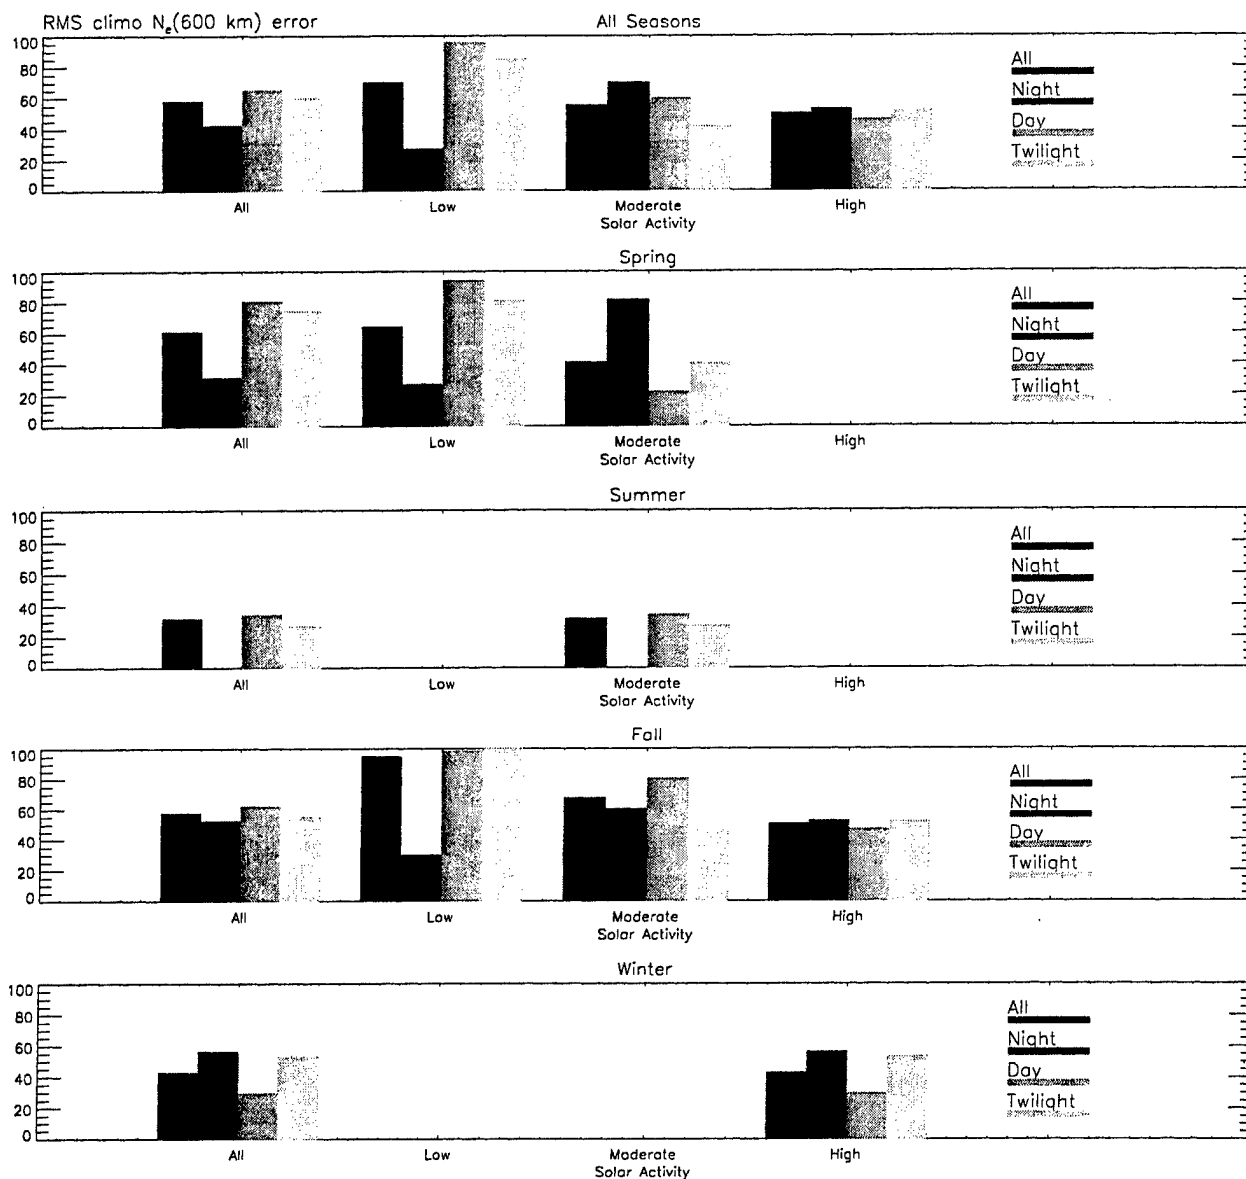 RMS climo Ne(600 km) error
All Seasons
100
80
60
40
20
0
All
Low
Moderate
High
Solar Activity
All
Night
Day
Twilight
Spring
100
80
60
40
20
0
All
Low
Moderate
High
Solar Activity
All
Night
Day
Twilight
Summer
100
80
60
40
20
0
All
Low
Moderate
High
Solar Activity
All
Night
Day
Twilight
Fall
100
80
60
40
20
0
All
Low
Moderate
High
Solar Activity
All
Night
Day
Twilight
Winter
100
80
60
40
20
0
All
Low
Moderate
High
Solar Activity
All
Night
Day
Twilight